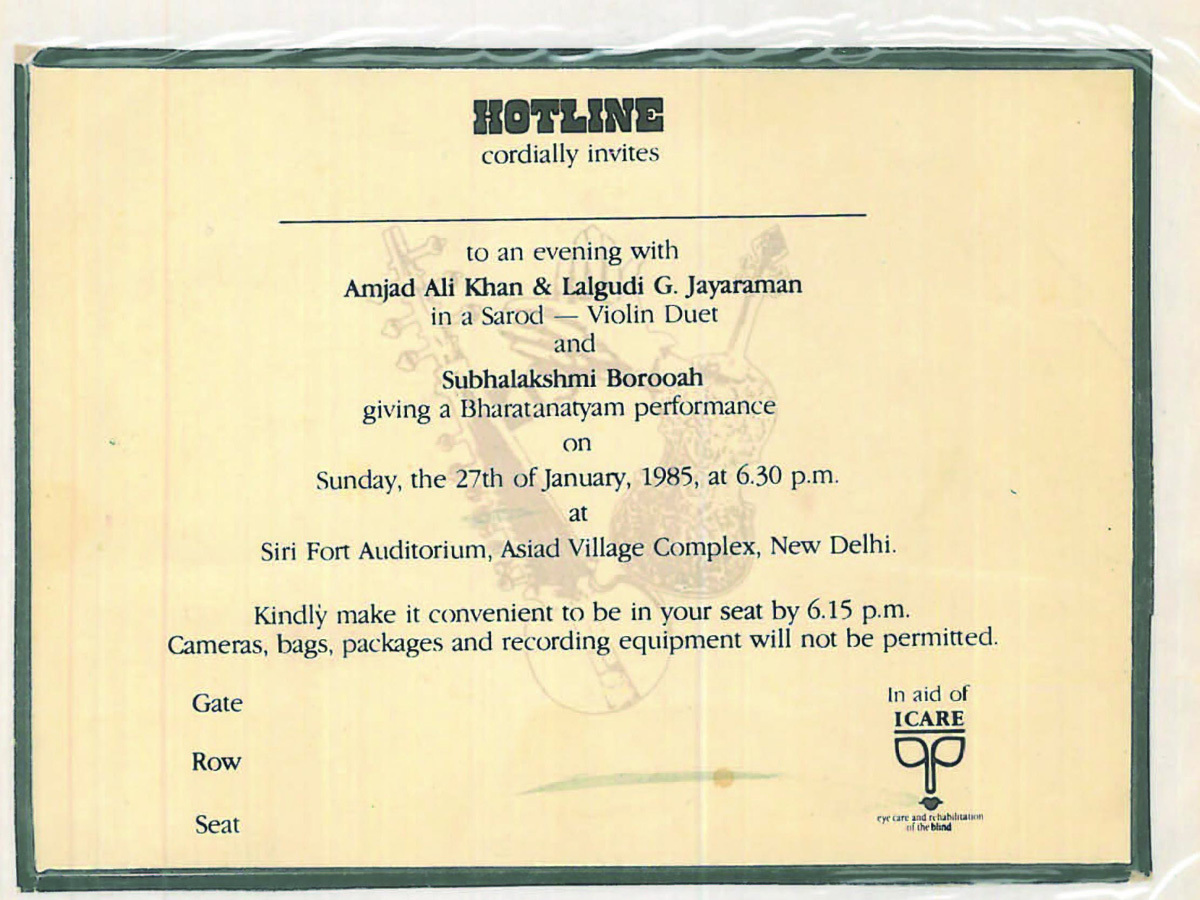 HOTLINE
cordially invites
to an evening with
Amjad Ali Khan & Lalgudi G. Jayaraman
in a Sarod — Violin Duet
and
Subhalakshmi Borooah
giving a Bharatanatyam performance
on
Sunday, the 27th of January, 1985, at 6.30 p.m.
at
Siri Fort Auditorium, Asiad Village Complex, New Delhi.
Kindly make it convenient to be in your seat by 6.15 p.m.
Cameras, bags, packages and recording equipment will not be permitted.
Gate
Row
Seat
In aid of
ICARE
eye care and rehabilitation
of the blind